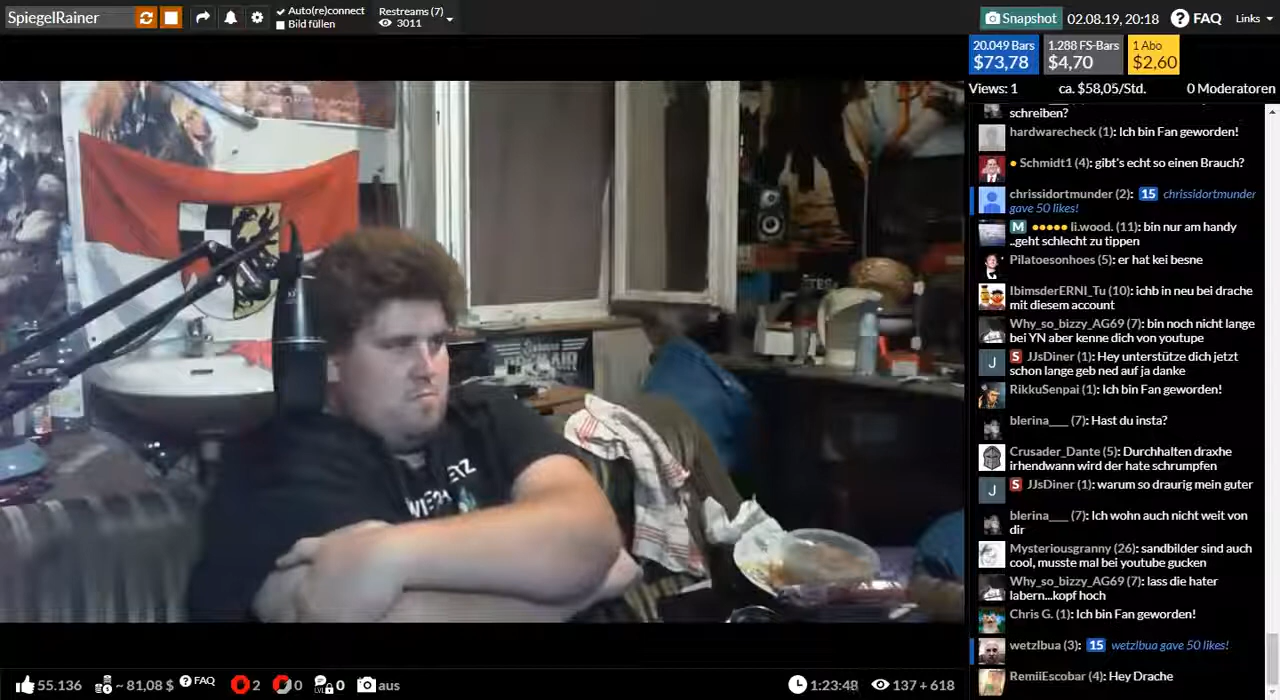 SpiegelRainer
Auto(re)connect
Bild füllen
Restreams (7)
3011
Snapshot
02.08.19, 20:18
FAQ
Links
20.049 Bars
$73,78
1.288 FS-Bars
$4,70
1 Abo
$2,60
Views: 1
ca. $58,05/Std.
0 Moderatoren
schreiben?
hardwarecheck (1): Ich bin Fan geworden!
Schmidt1 (4): gibt's echt so einen Brauch?
chrissidortmunder (2): 15 chrissidortmunder
gave 50 likes!
M li.wood. (11): bin nur am handy
..geht schlecht zu tippen
Pilatoesonhoes (5): er hat kei besne
IbimsderERNI_Tu (10): ichb in neu bei drache
mit diesem account
Why_so_bizzy_AG69 (7): bin noch nicht lange
bei YN aber kenne dich von youtupe
J
S JJsDiner (1): Hey unterstütze dich jetzt
schon lange geb ned auf ja danke
RikkuSenpai (1): Ich bin Fan geworden!
blerina___ (7): Hast du insta?
Crusader_Dante (5): Durchhalten draxhe
irhendwann wird der hate schrumpfen
J
S JJsDiner (1): warum so draurig mein guter
blerina___ (7): Ich wohn auch nicht weit von
dir
Mysteriousgranny (26): sandbilder sind auch
cool, musste mal bei youtube gucken
Why_so_bizzy_AG69 (7): lass die hater
labern...kopf hoch
Chris G. (1): Ich bin Fan geworden!
wetzlbua (3): 15 wetzlbua gave 50 likes!
RemiiEscobar (4): Hey Drache
55.136
~ 81,08 $
FAQ
2
0
LVL
0
aus
1:23:48
137 + 618